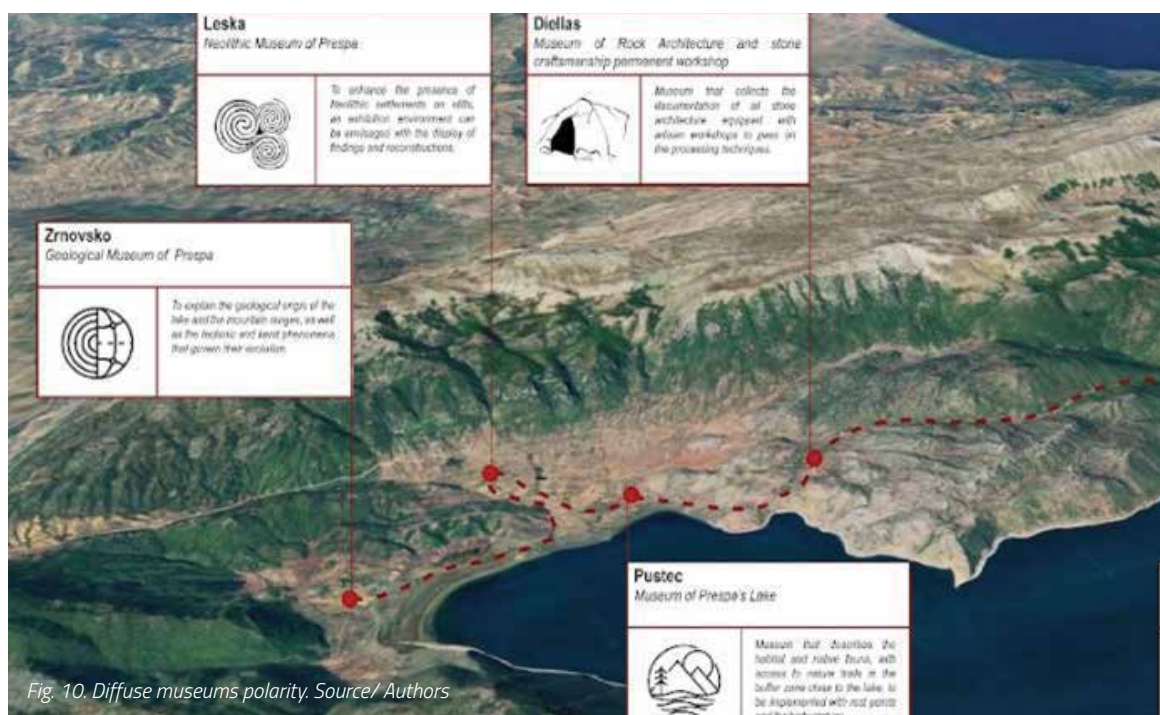 Leska
Neolithic Museum of Prespa
To enhance the presence of
Neolithic settlements on stilts,
an exhibition environment can
be envisaged with the display of
findings and reconstructions.
Diellas
Museum of Rock Architecture and stone
craftsmanship permanent workshop
Museum that collects the
documentation of all stone
architecture equipped with
artisan workshops to pass on
the processing techniques.
Zrnovsko
Geological Museum of Prespa
To explain the geological origin of the
lake and the mountain ranges, as well
as the tectonic and karst phenomena
that govern their evolution.
Pustec
Museum of Prespa's Lake
Museum that describes the
habitat and native fauna, with
access to nature trails in the
buffer zone close to the lake, to
be implemented with rest points
Fig. 10. Diffuse museums polarity. Source/ Authors